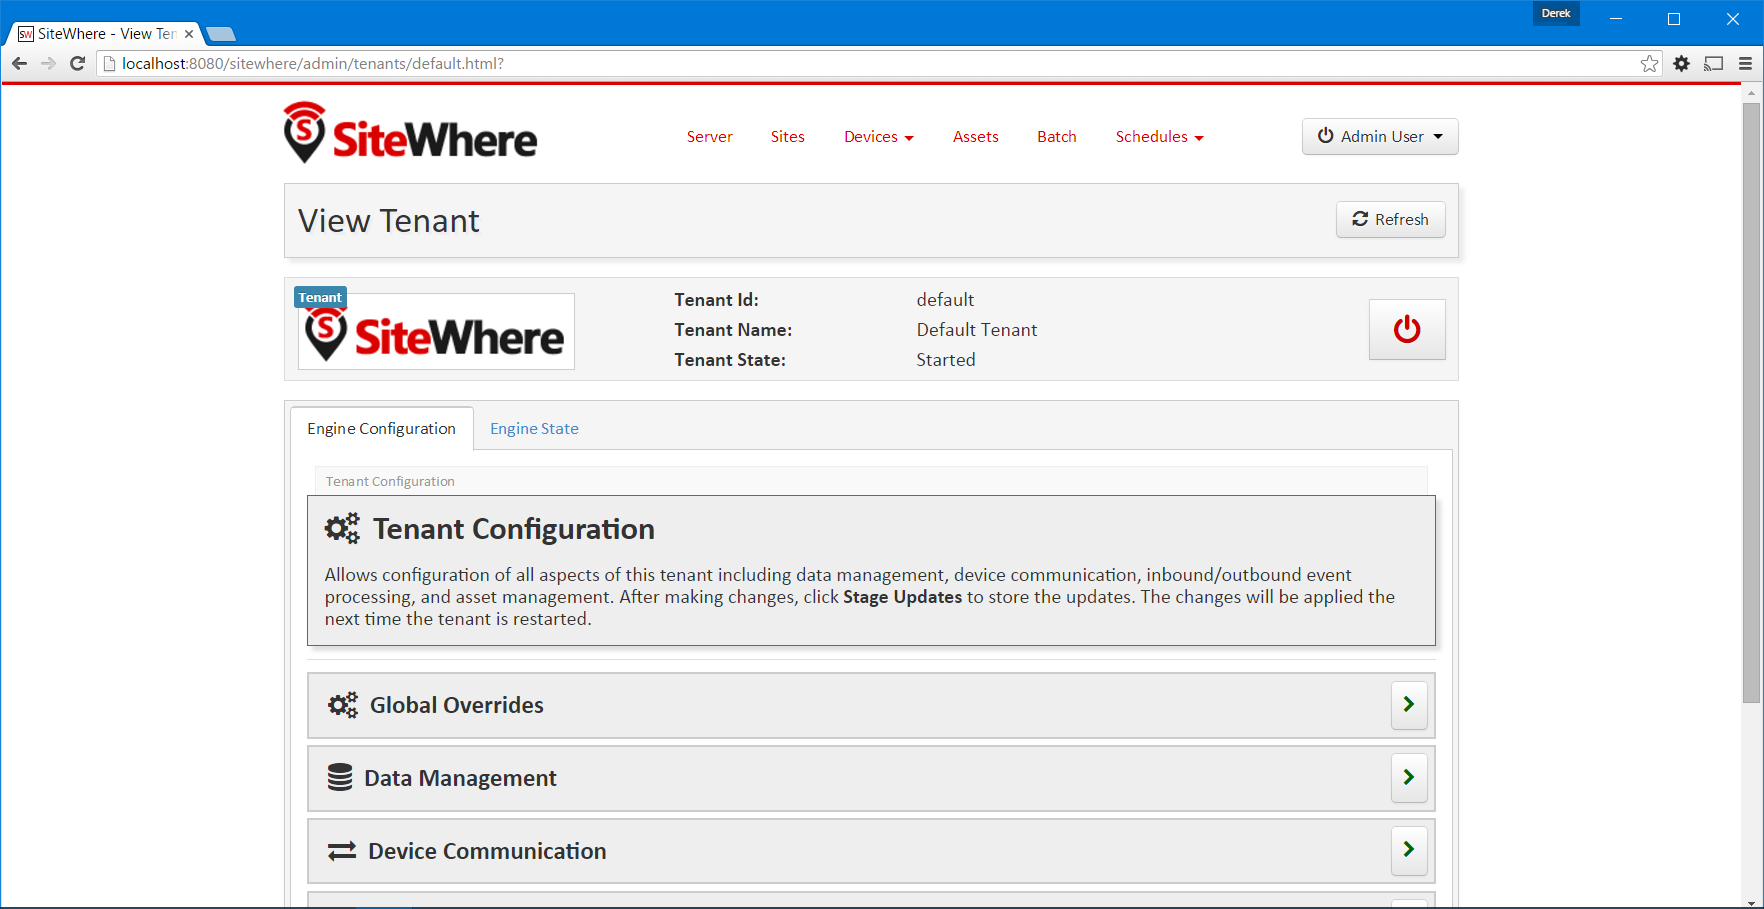 Derek
SW SiteWhere - View Ten
localhost:8080/sitewhere/admin/tenants/default.html?
S SiteWhere
Server Sites Devices Assets Batch Schedules
Admin User
View Tenant
Refresh
Tenant
S SiteWhere
Tenant Id: default
Tenant Name: Default Tenant
Tenant State: Started
Engine Configuration Engine State
Tenant Configuration
Tenant Configuration
Allows configuration of all aspects of this tenant including data management, device communication, inbound/outbound event
processing, and asset management. After making changes, click Stage Updates to store the updates. The changes will be applied the
next time the tenant is restarted.
Global Overrides
Data Management
Device Communication